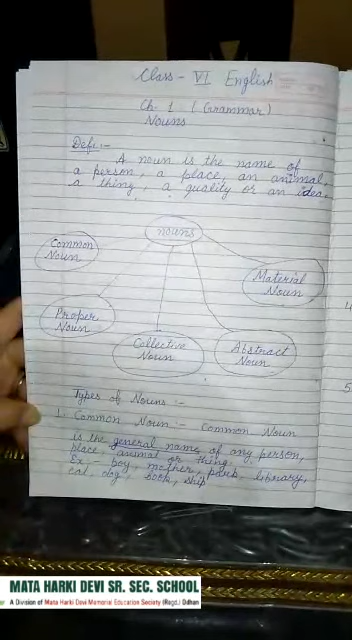 Class - VI English
Ch. 1 (Grammar)
Nouns
Defi:-
A noun is the name of
a person, a place, an animal,
a thing, a quality or an idea.
nouns
Common
Noun
Material
Noun
Proper
Noun
Collective
Noun
Abstract
Noun
Types of Nouns :-
1. Common Noun :- Common Noun
is the general name of any person,
place animal or thing.
Ex - boy, mother, park, library,
cat, dog, book, ship
MATA HARKI DEVI SR. SEC. SCHOOL
A Division of Mata Harki Devi Memorial Education Society (Regd.) Odhan